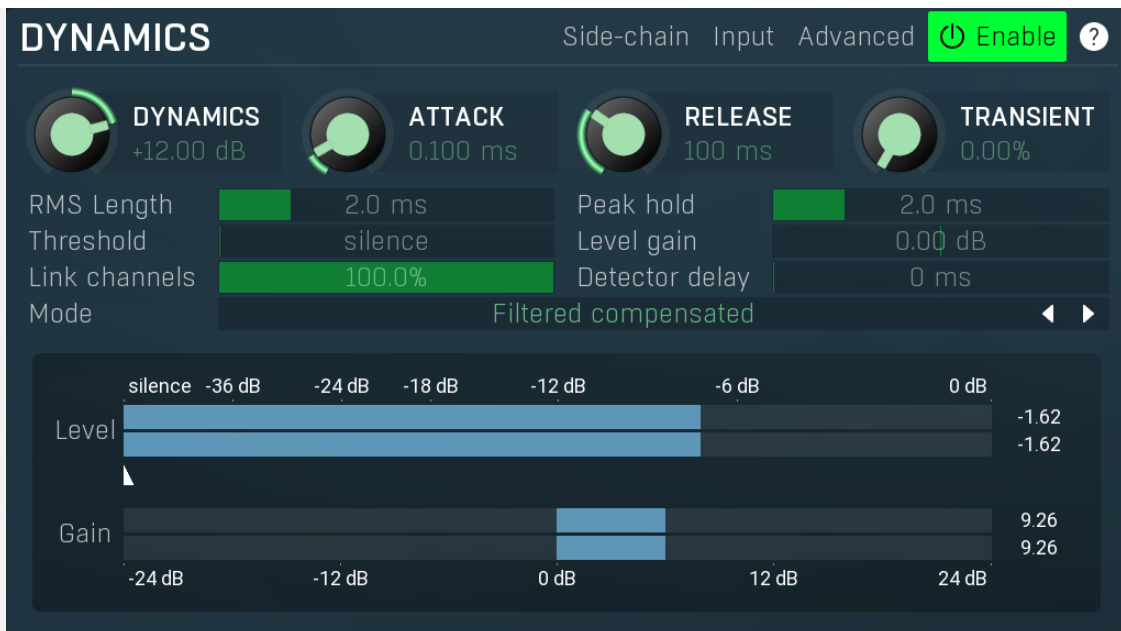 DYNAMICS Side-chain Input Advanced Enable ?
DYNAMICS ATTACK RELEASE TRANSIENT
+12.00 dB 0.100 ms 100 ms 0.00%
RMS Length 2.0 ms Peak hold 2.0 ms
Threshold silence Level gain 0.00 dB
Link channels 100.0% Detector delay 0 ms
Mode Filtered compensated
silence -36 dB -24 dB -18 dB -12 dB -6 dB 0 dB
Level -1.62
-1.62
Gain 9.26
9.26
-24 dB -12 dB 0 dB 12 dB 24 dB